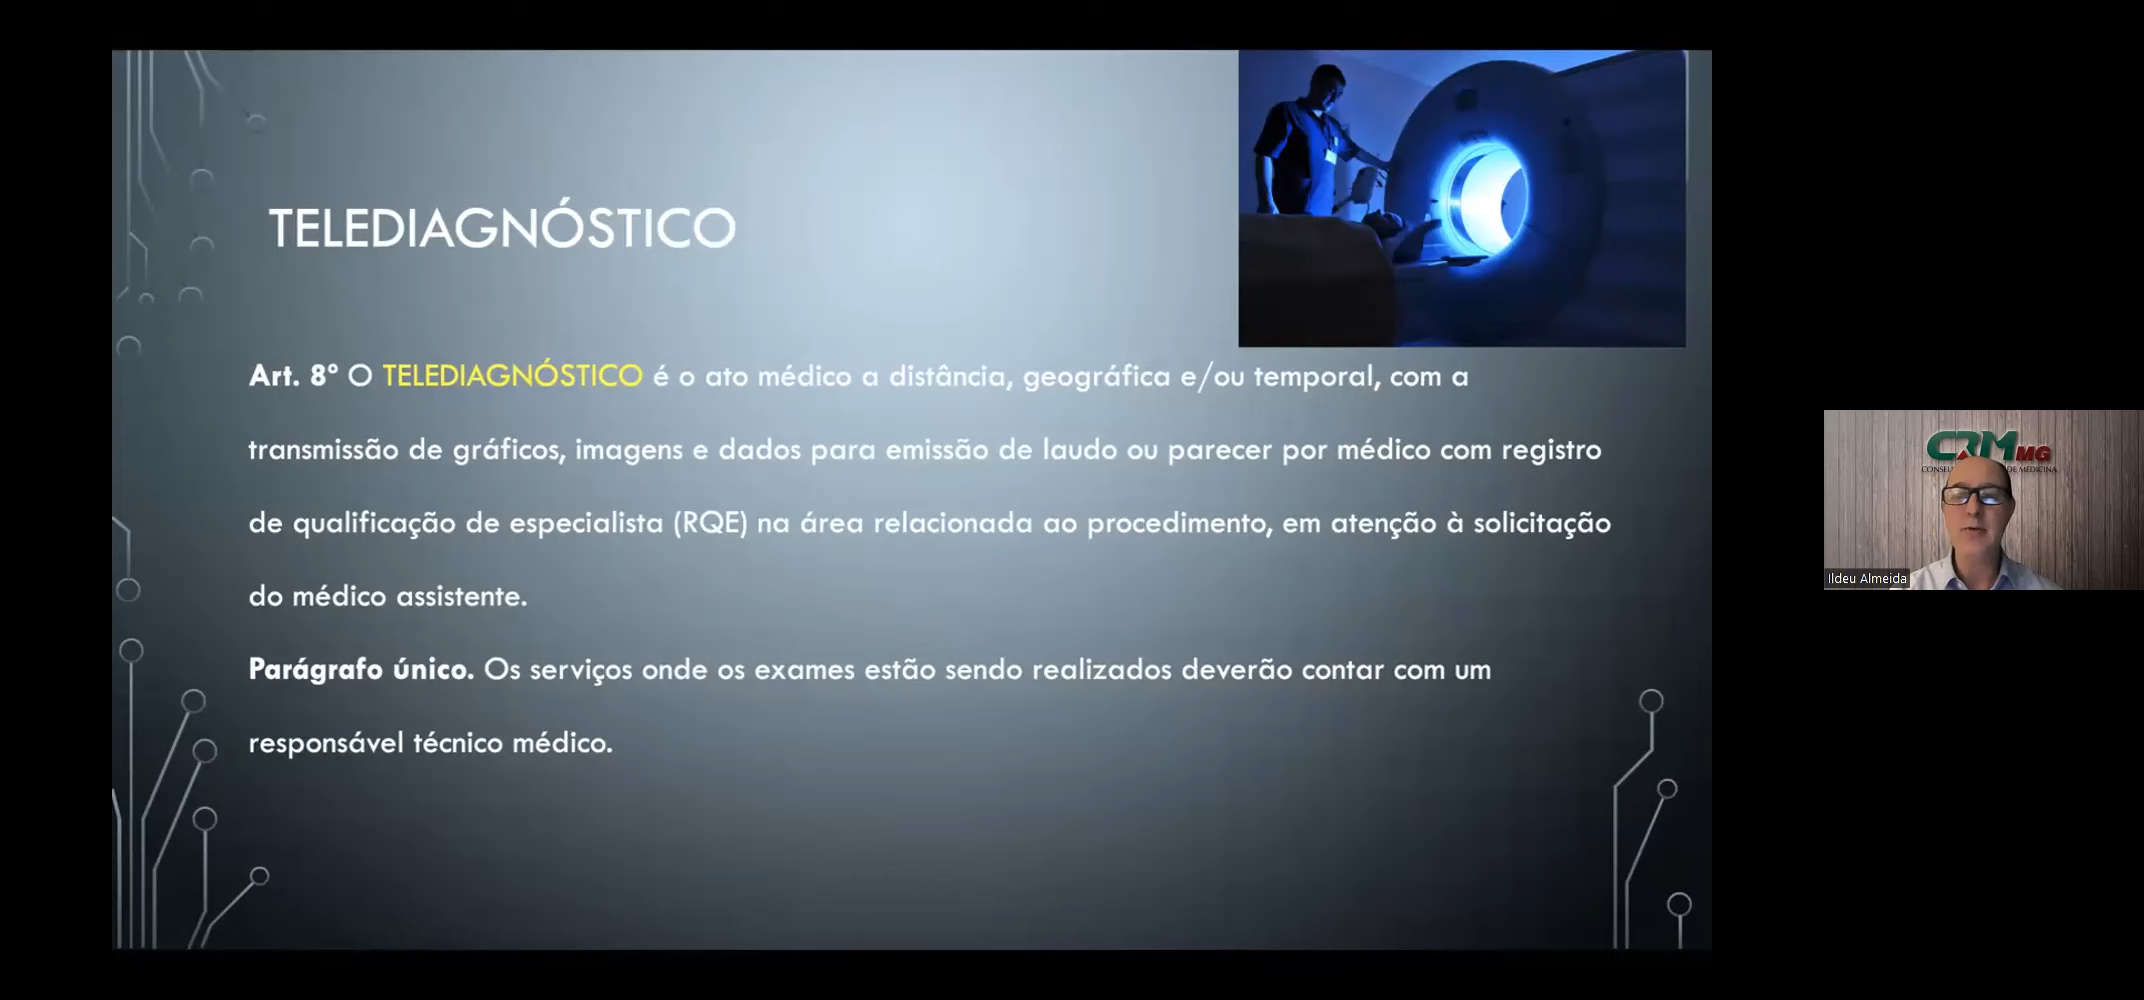 TELEDIAGNÓSTICO
Art. 8º O TELEDIAGNÓSTICO é o ato médico a distância, geográfica e/ou temporal, com a
transmissão de gráficos, imagens e dados para emissão de laudo ou parecer por médico com registro
de qualificação de especialista (RQE) na área relacionada ao procedimento, em atenção à solicitação
do médico assistente.
Parágrafo único. Os serviços onde os exames estão sendo realizados deverão contar com um
responsável técnico médico.
CRM MG
DE MEDICINA
Ildeu Almeida